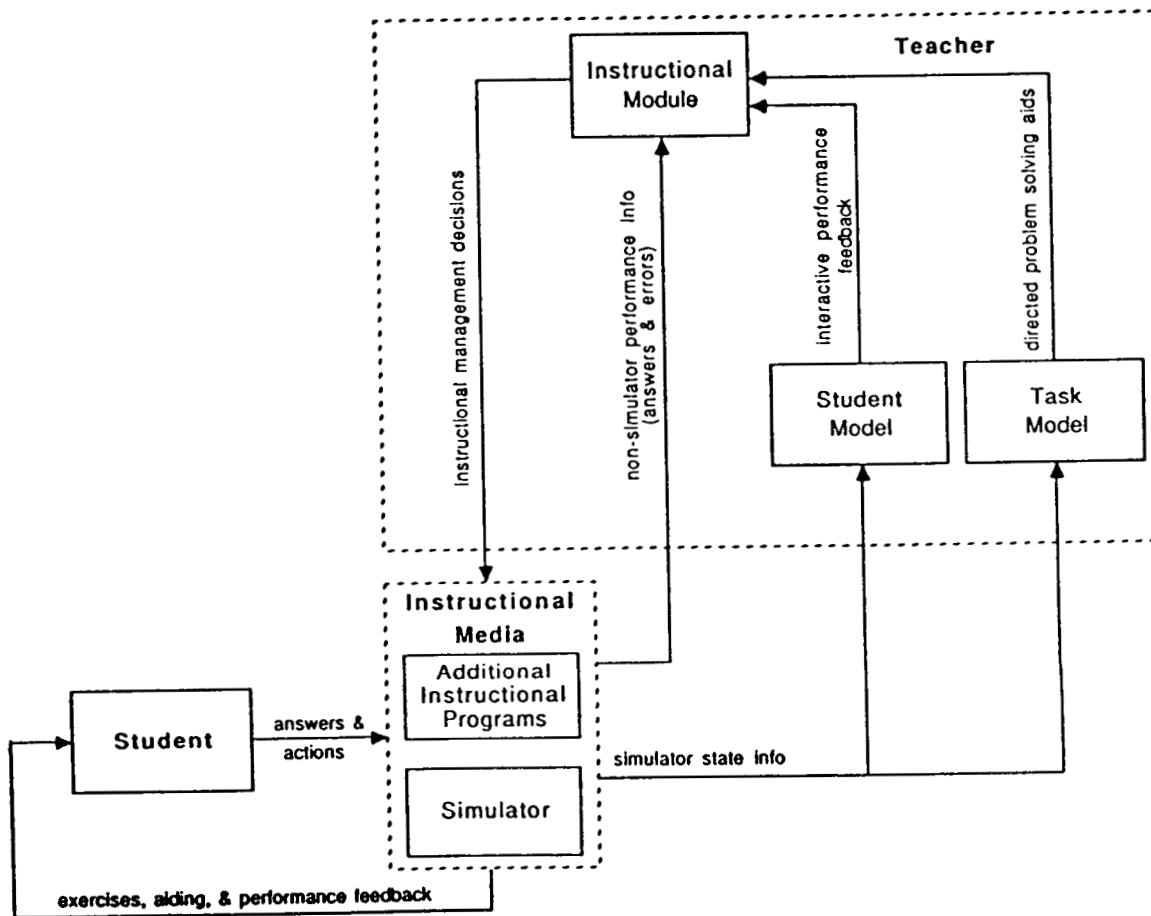 Teacher
Instructional
Module
instructional management decisions
non-simulator performance info
(answers & errors)
interactive performance
feedback
directed problem solving aids
Student
Model
Task
Model
Instructional
Media
Additional
Instructional
Programs
Simulator
Student
answers &
actions
simulator state info
exercises, aiding, & performance feedback